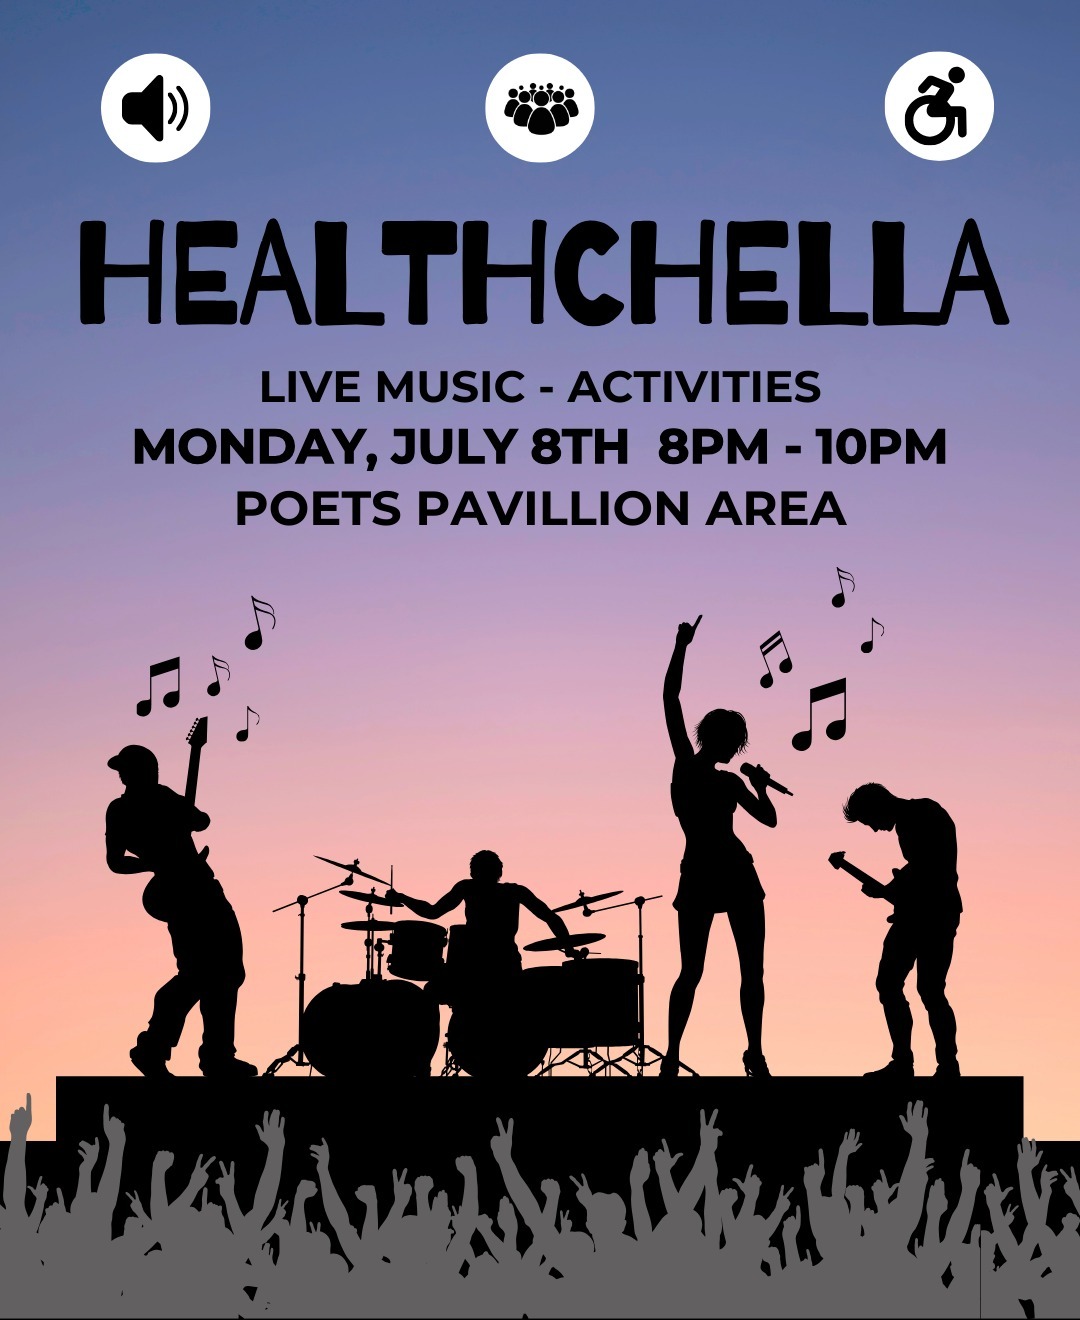 HEALTHCHELLA
LIVE MUSIC - ACTIVITIES
MONDAY, JULY 8TH  8PM - 10PM
POETS PAVILLION AREA